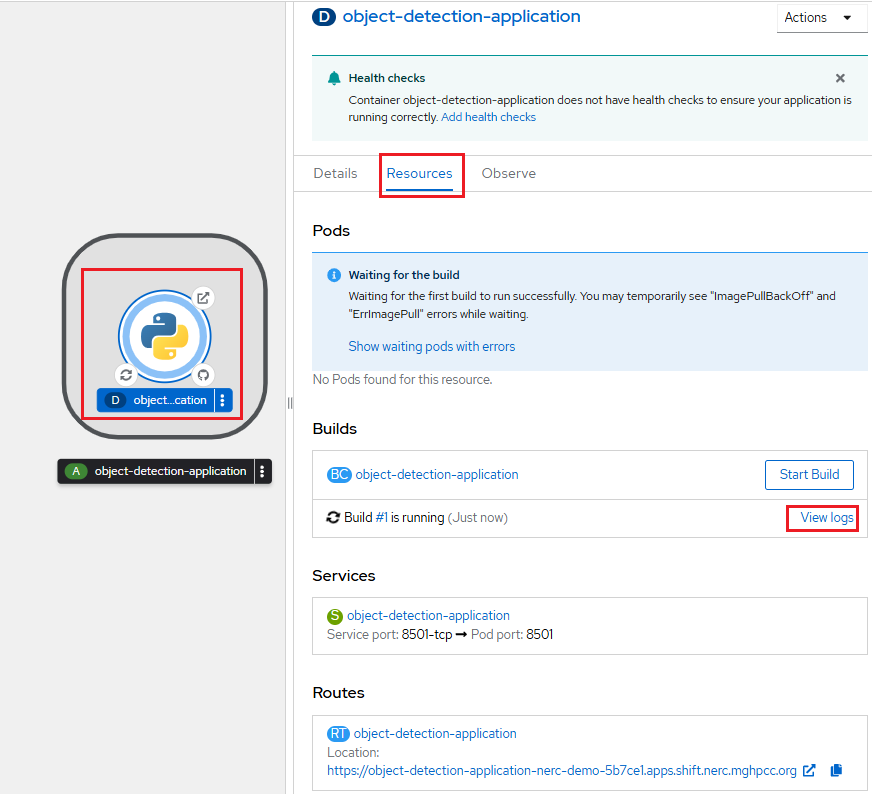 D object-detection-application
Actions
Health checks
Container object-detection-application does not have health checks to ensure your application is
running correctly. Add health checks
Details Resources Observe
Pods
Waiting for the build
Waiting for the first build to run successfully. You may temporarily see "ImagePullBackOff" and
"ErrImagePull" errors while waiting.
Show waiting pods with errors
No Pods found for this resource.
D object...cation
A object-detection-application
Builds
BC object-detection-application
Start Build
Build #1 is running (Just now)
View logs
Services
S object-detection-application
Service port: 8501-tcp → Pod port: 8501
Routes
RT object-detection-application
Location:
https://object-detection-application-nerc-demo-5b7ce1.apps.shift.nerc.mghpcc.org